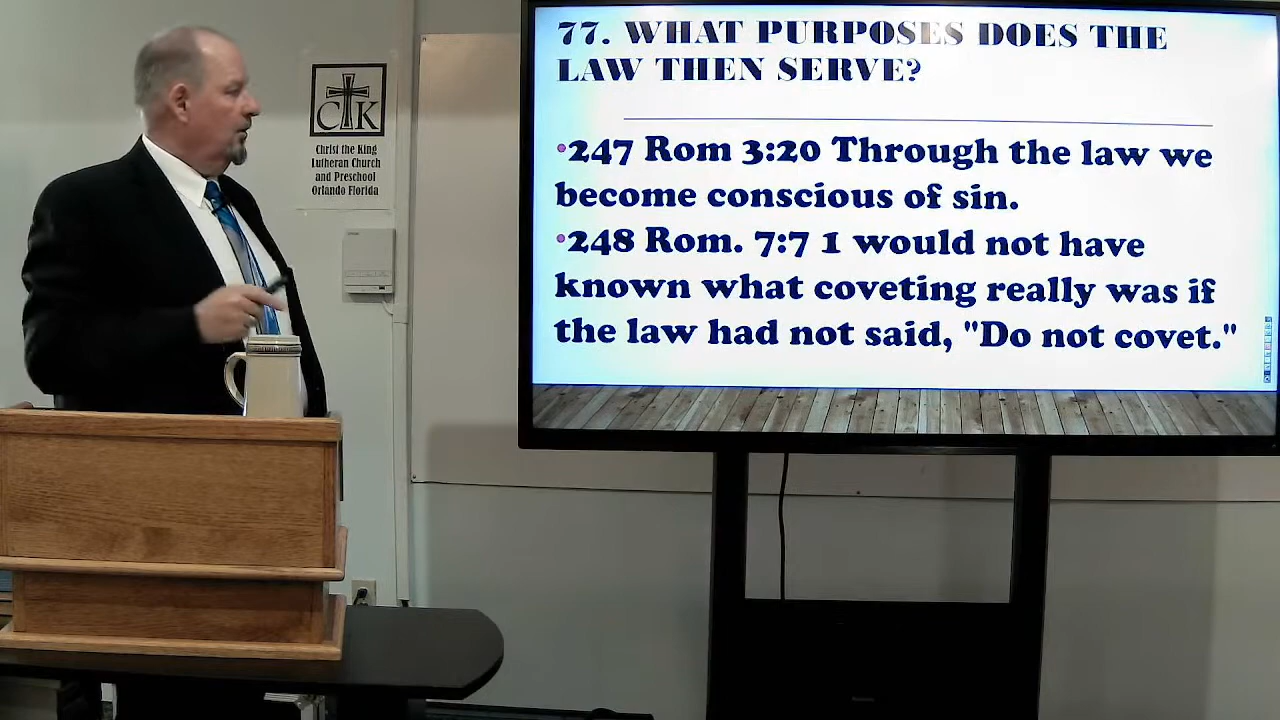 77. WHAT PURPOSES DOES THE
LAW THEN SERVE?
•247 Rom 3:20 Through the law we
become conscious of sin.
•248 Rom. 7:7 1 would not have
known what coveting really was if
the law had not said, "Do not covet."
C K
Christ the King
Lutheran Church
and Preschool
Orlando Florida